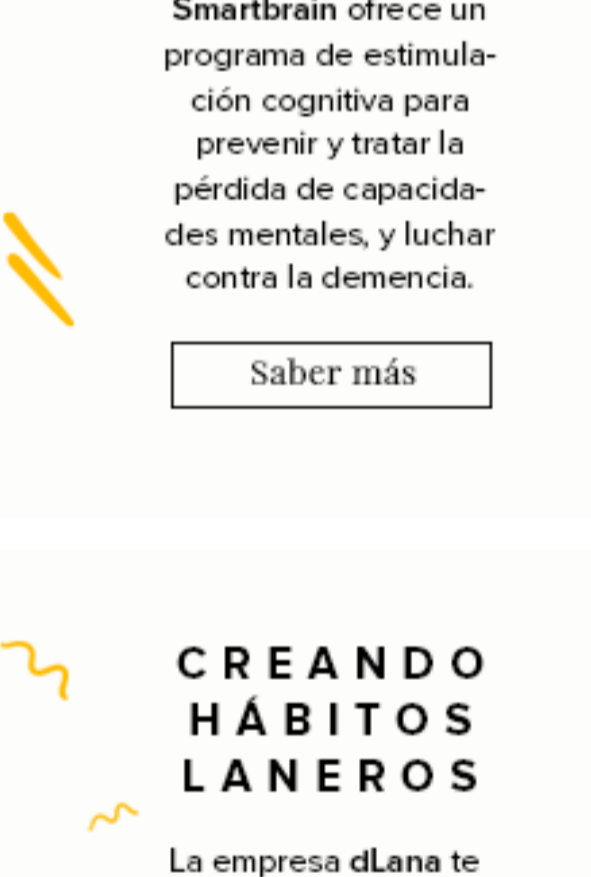 Smartbrain ofrece un
programa de estimula-
ción cognitiva para
prevenir y tratar la
pérdida de capacida-
des mentales, y luchar
contra la demencia.
Saber más
CREANDO
HÁBITOS
LANEROS
La empresa dLana te